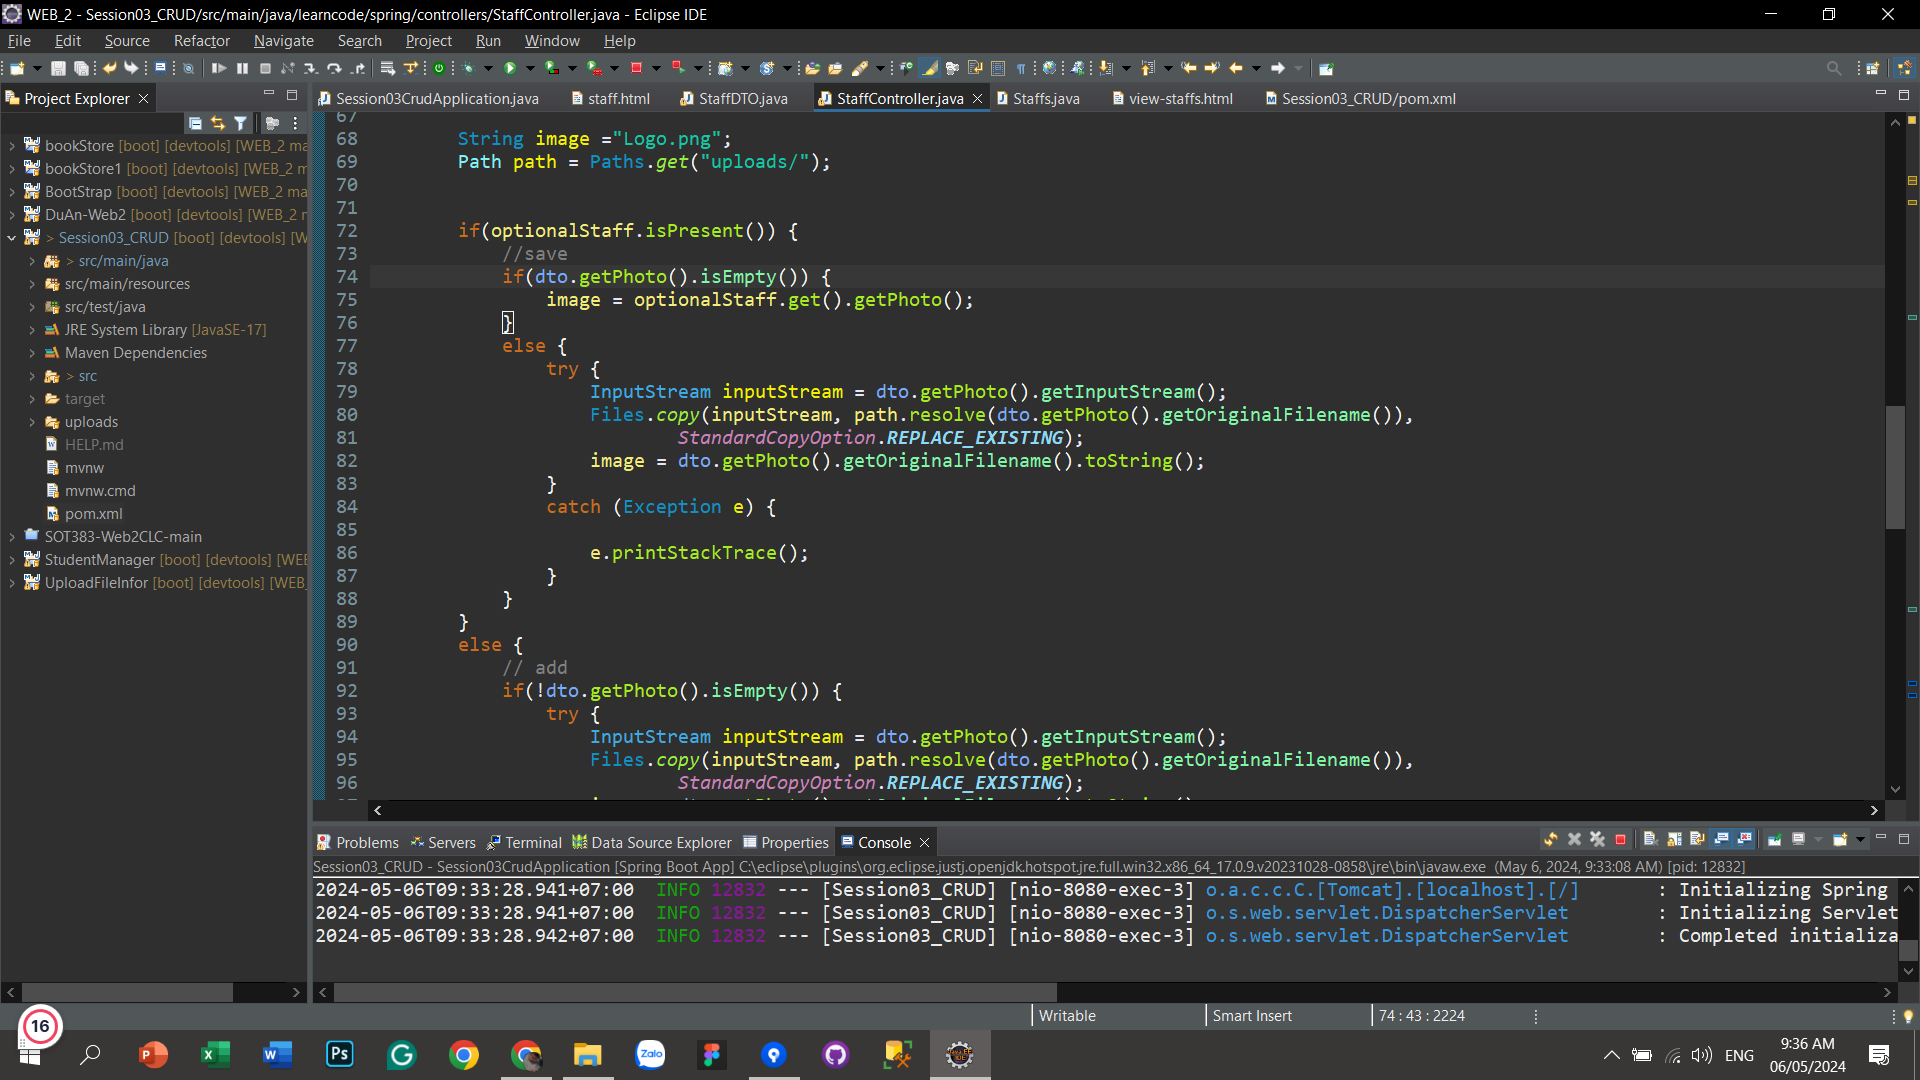 WEB_2 - Session03_CRUD/src/main/java/learncode/spring/controllers/StaffController.java - Eclipse IDE
File Edit Source Refactor Navigate Search Project Run Window Help
Project Explorer
Session03CrudApplication.java staff.html StaffDTO.java StaffController.java Staffs.java view-staffs.html Session03_CRUD/pom.xml
bookStore [boot] [devtools] [WEB_2 ma
bookStore1 [boot] [devtools] [WEB_2 m
BootStrap [boot] [devtools] [WEB_2 ma
DuAn-Web2 [boot] [devtools] [WEB_2 r
> Session03_CRUD [boot] [devtools] [W
> src/main/java
src/main/resources
src/test/java
JRE System Library [JavaSE-17]
Maven Dependencies
> src
target
uploads
HELP.md
mvnw
mvnw.cmd
pom.xml
SOT383-Web2CLC-main
StudentManager [boot] [devtools] [WEE
UploadFileInfor [boot] [devtools] [WEB_
67
68 String image ="Logo.png";
69 Path path = Paths.get("uploads/");
70
71
72 if(optionalStaff.isPresent()) {
73 //save
74 if(dto.getPhoto().isEmpty()) {
75 image = optionalStaff.get().getPhoto();
76 }
77 else {
78 try {
79 InputStream inputStream = dto.getPhoto().getInputStream();
80 Files.copy(inputStream, path.resolve(dto.getPhoto().getOriginalFilename()),
81 StandardCopyOption.REPLACE_EXISTING);
82 image = dto.getPhoto().getOriginalFilename().toString();
83 }
84 catch (Exception e) {
85
86 e.printStackTrace();
87 }
88 }
89 }
90 else {
91 // add
92 if(!dto.getPhoto().isEmpty()) {
93 try {
94 InputStream inputStream = dto.getPhoto().getInputStream();
95 Files.copy(inputStream, path.resolve(dto.getPhoto().getOriginalFilename()),
96 StandardCopyOption.REPLACE_EXISTING);
Problems Servers Terminal Data Source Explorer Properties Console
Session03_CRUD - Session03CrudApplication [Spring Boot App] C:\eclipse\plugins\org.eclipse.justj.openjdk.hotspot.jre.full.win32.x86_64_17.0.9.v20231028-0858\jre\bin\javaw.exe (May 6, 2024, 9:33:08 AM) [pid: 12832]
2024-05-06T09:33:28.941+07:00 INFO 12832 --- [Session03_CRUD] [nio-8080-exec-3] o.a.c.c.C.[Tomcat].[localhost].[/] : Initializing Spring
2024-05-06T09:33:28.941+07:00 INFO 12832 --- [Session03_CRUD] [nio-8080-exec-3] o.s.web.servlet.DispatcherServlet : Initializing Servlet
2024-05-06T09:33:28.942+07:00 INFO 12832 --- [Session03_CRUD] [nio-8080-exec-3] o.s.web.servlet.DispatcherServlet : Completed initializa
Writable Smart Insert 74 : 43 : 2224
16
Zalo
ENG
9:36 AM
06/05/2024